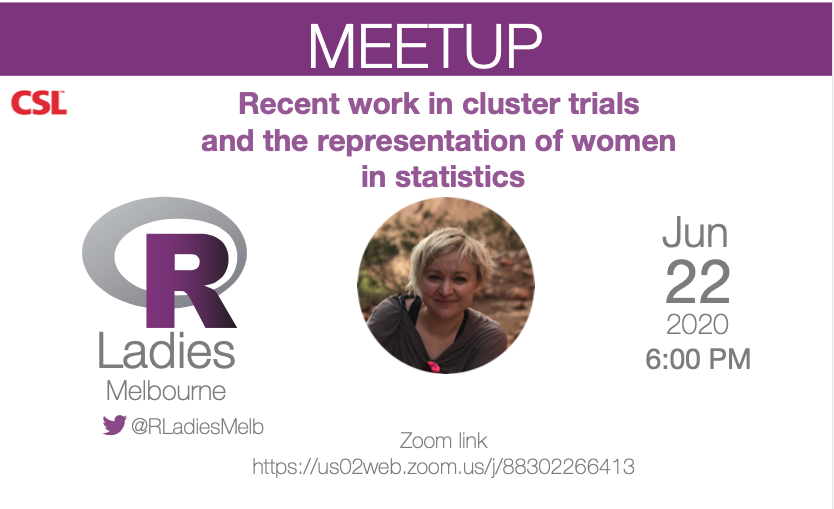 MEETUP
CSL™
Recent work in cluster trials
and the representation of women
in statistics
R
Ladies
Melbourne
@RLadiesMelb
Jun
22
2020
6:00 PM
Zoom link
https://us02web.zoom.us/j/88302266413